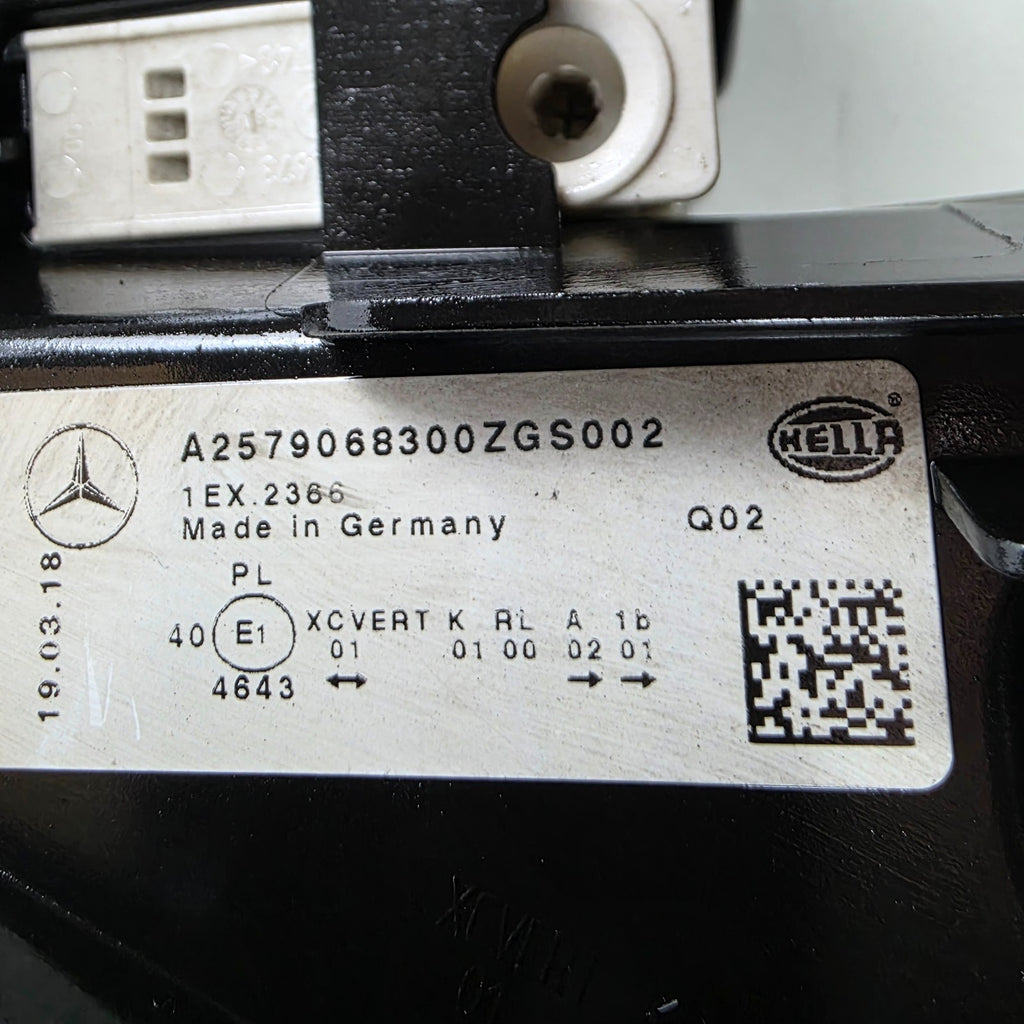 A2579068300ZGS002
HELLA®
1EX.2366
Made in Germany
Q02
19.03.18
PL
40 E1 XCVERT K RL A 1b
01 .01 00 02 01
4643 ↔ → →
XCVERT